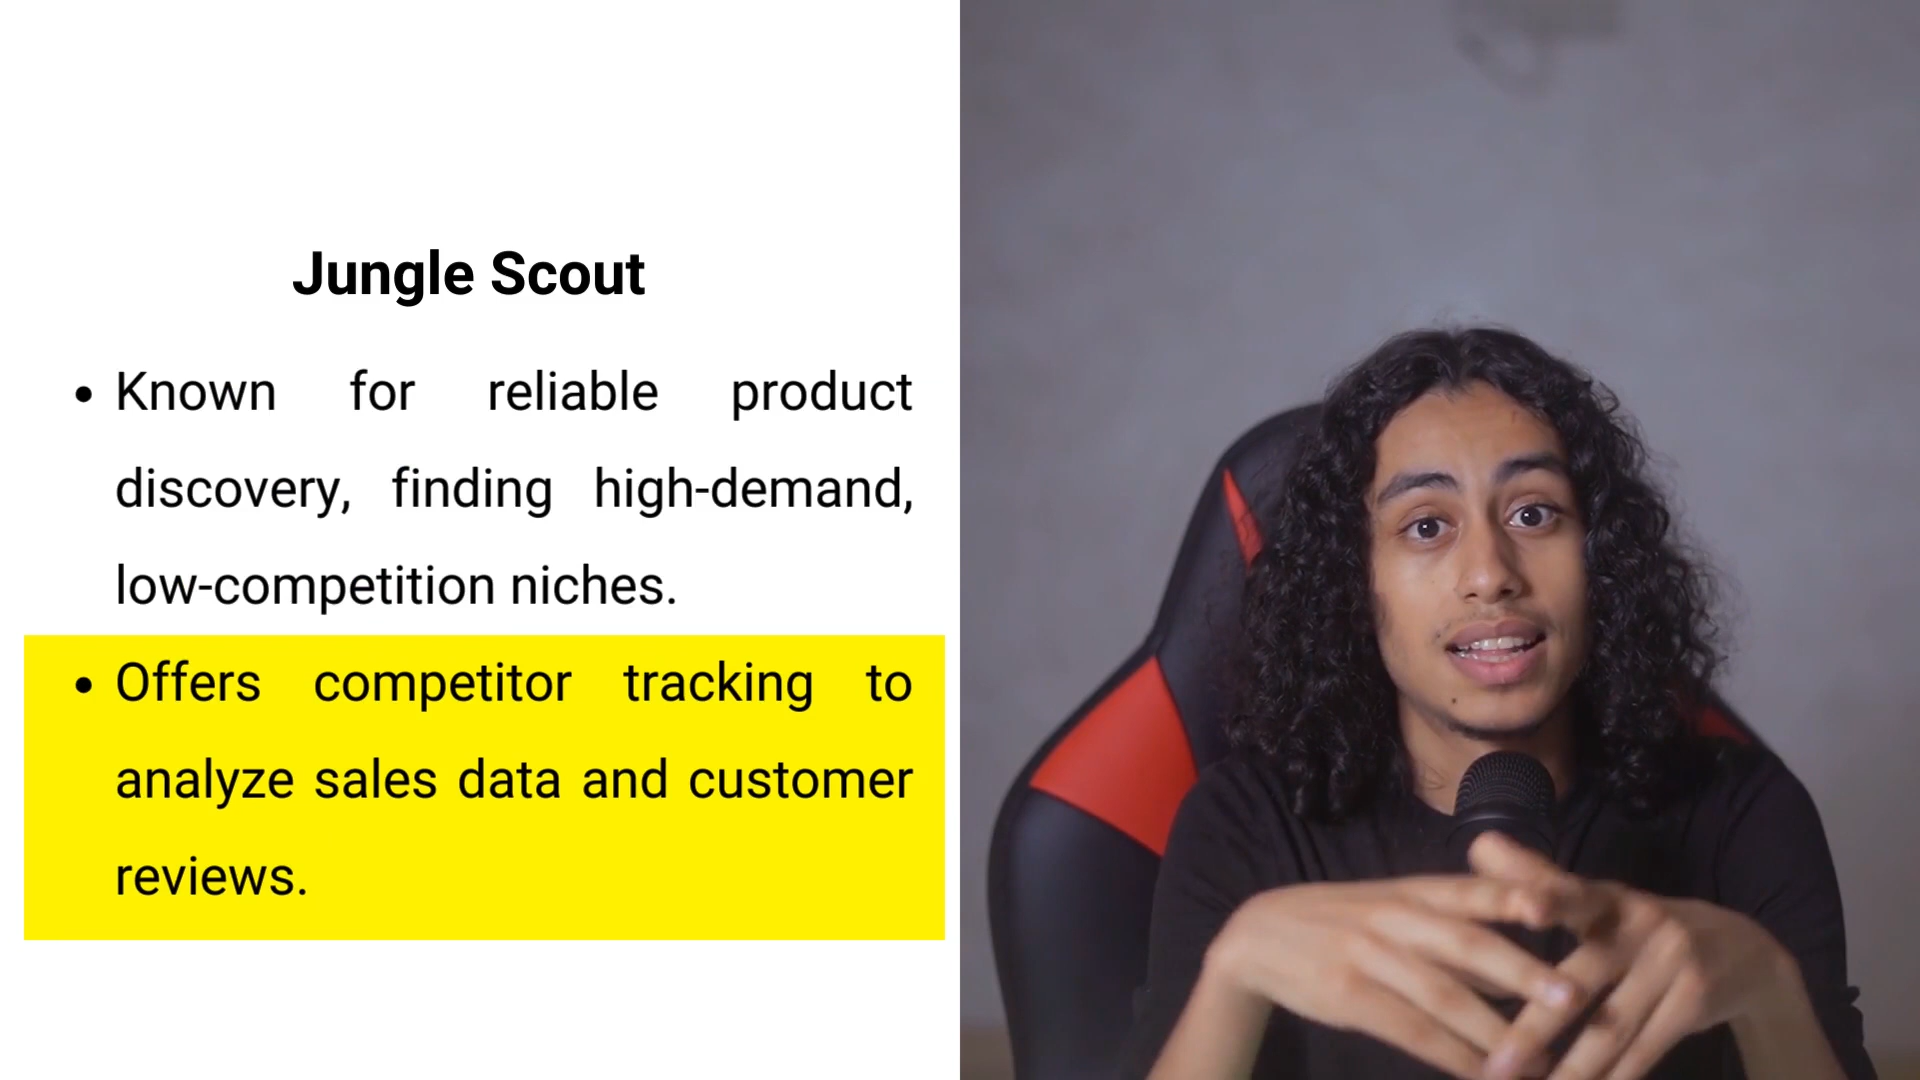 Jungle Scout
• Known for reliable product
discovery, finding high-demand,
low-competition niches.
• Offers competitor tracking to
analyze sales data and customer
reviews.